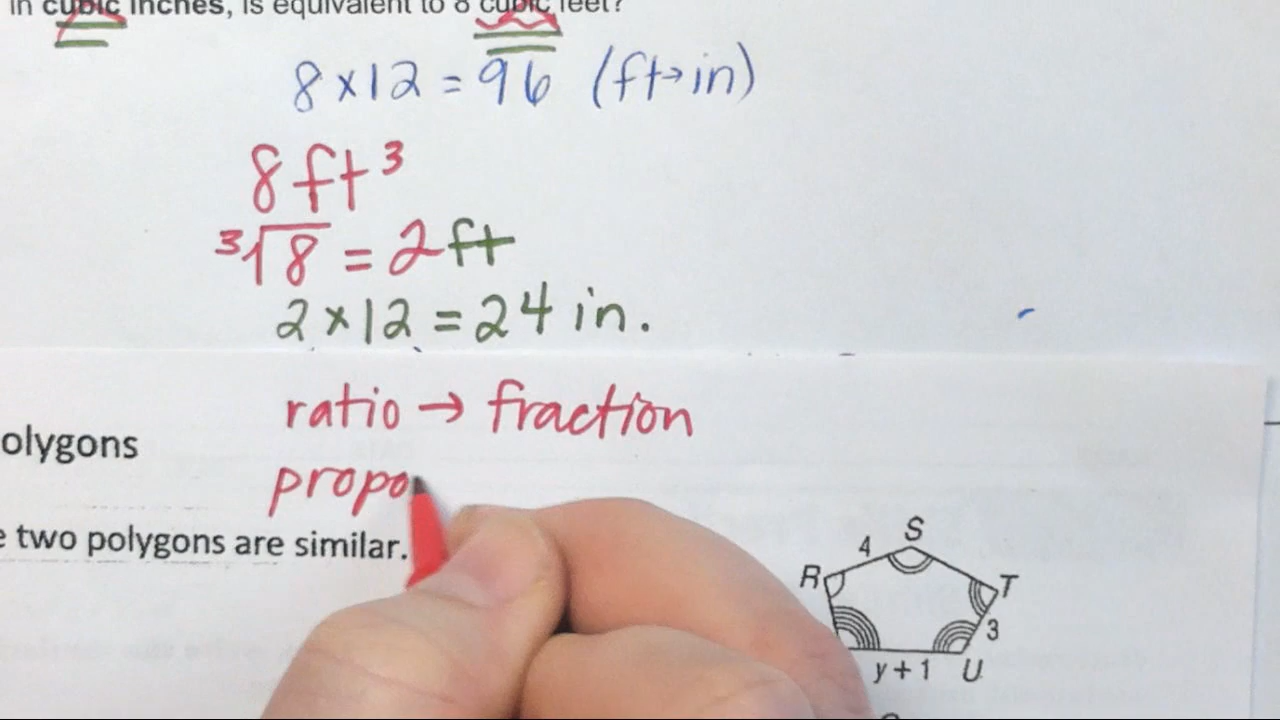 in cubic inches, is equivalent to 8 cubic feet?
8 × 12 = 96 (ft→in)
8 ft³
³√8 = 2 ft
2 × 12 = 24 in.
ratio → fraction
olygons
propo
e two polygons are similar.
S
4
R
T
3
y + 1 U